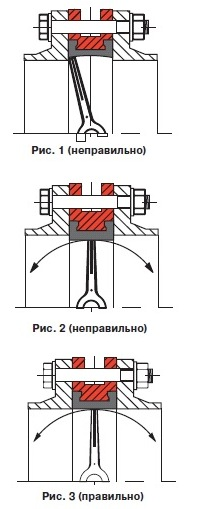 Рис. 1 (неправильно)
Рис. 2 (неправильно)
Рис. 3 (правильно)